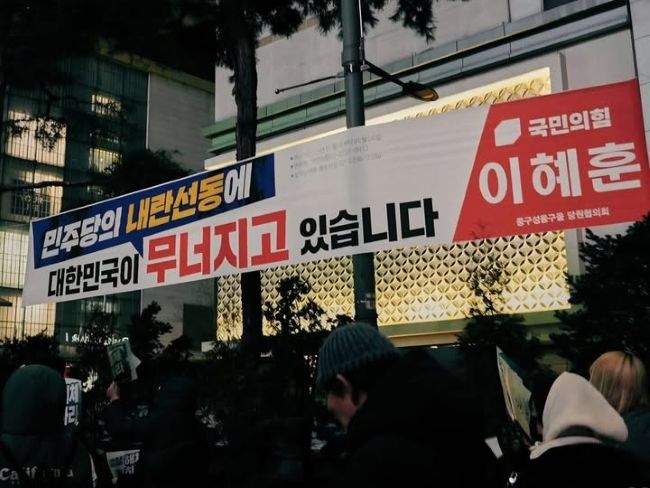 민주당의 내란선동에
대한민국이 무너지고 있습니다
국민의힘
이혜훈
중구성동구을 당원협의회
California